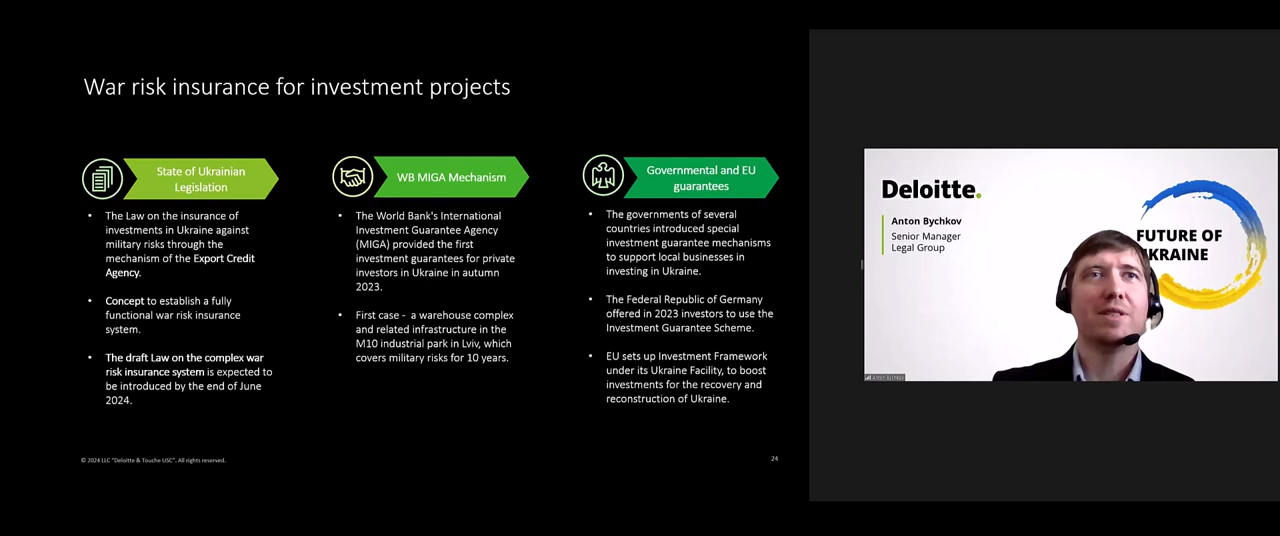 War risk insurance for investment projects
State of Ukrainian
Legislation
• The Law on the insurance of
investments in Ukraine against
military risks through the
mechanism of the Export Credit
Agency.
• Concept to establish a fully
functional war risk insurance
system.
• The draft Law on the complex war
risk insurance system is expected to
be introduced by the end of June
2024.
WB MIGA Mechanism
• The World Bank's International
Investment Guarantee Agency
(MIGA) provided the first
investment guarantees for private
investors in Ukraine in autumn
2023.
• First case - a warehouse complex
and related infrastructure in the
M10 industrial park in Lviv, which
covers military risks for 10 years.
Governmental and EU
guarantees
• The governments of several
countries introduced special
investment guarantee mechanisms
to support local businesses in
investing in Ukraine.
• The Federal Republic of Germany
offered in 2023 investors to use the
Investment Guarantee Scheme.
• EU sets up Investment Framework
under its Ukraine Facility, to boost
investments for the recovery and
reconstruction of Ukraine.
© 2024 LLC "Deloitte & Touche USC". All rights reserved.
24
Deloitte.
Anton Bychkov
Senior Manager
Legal Group
FUTURE OF
KRAINE
Anton Bychkov